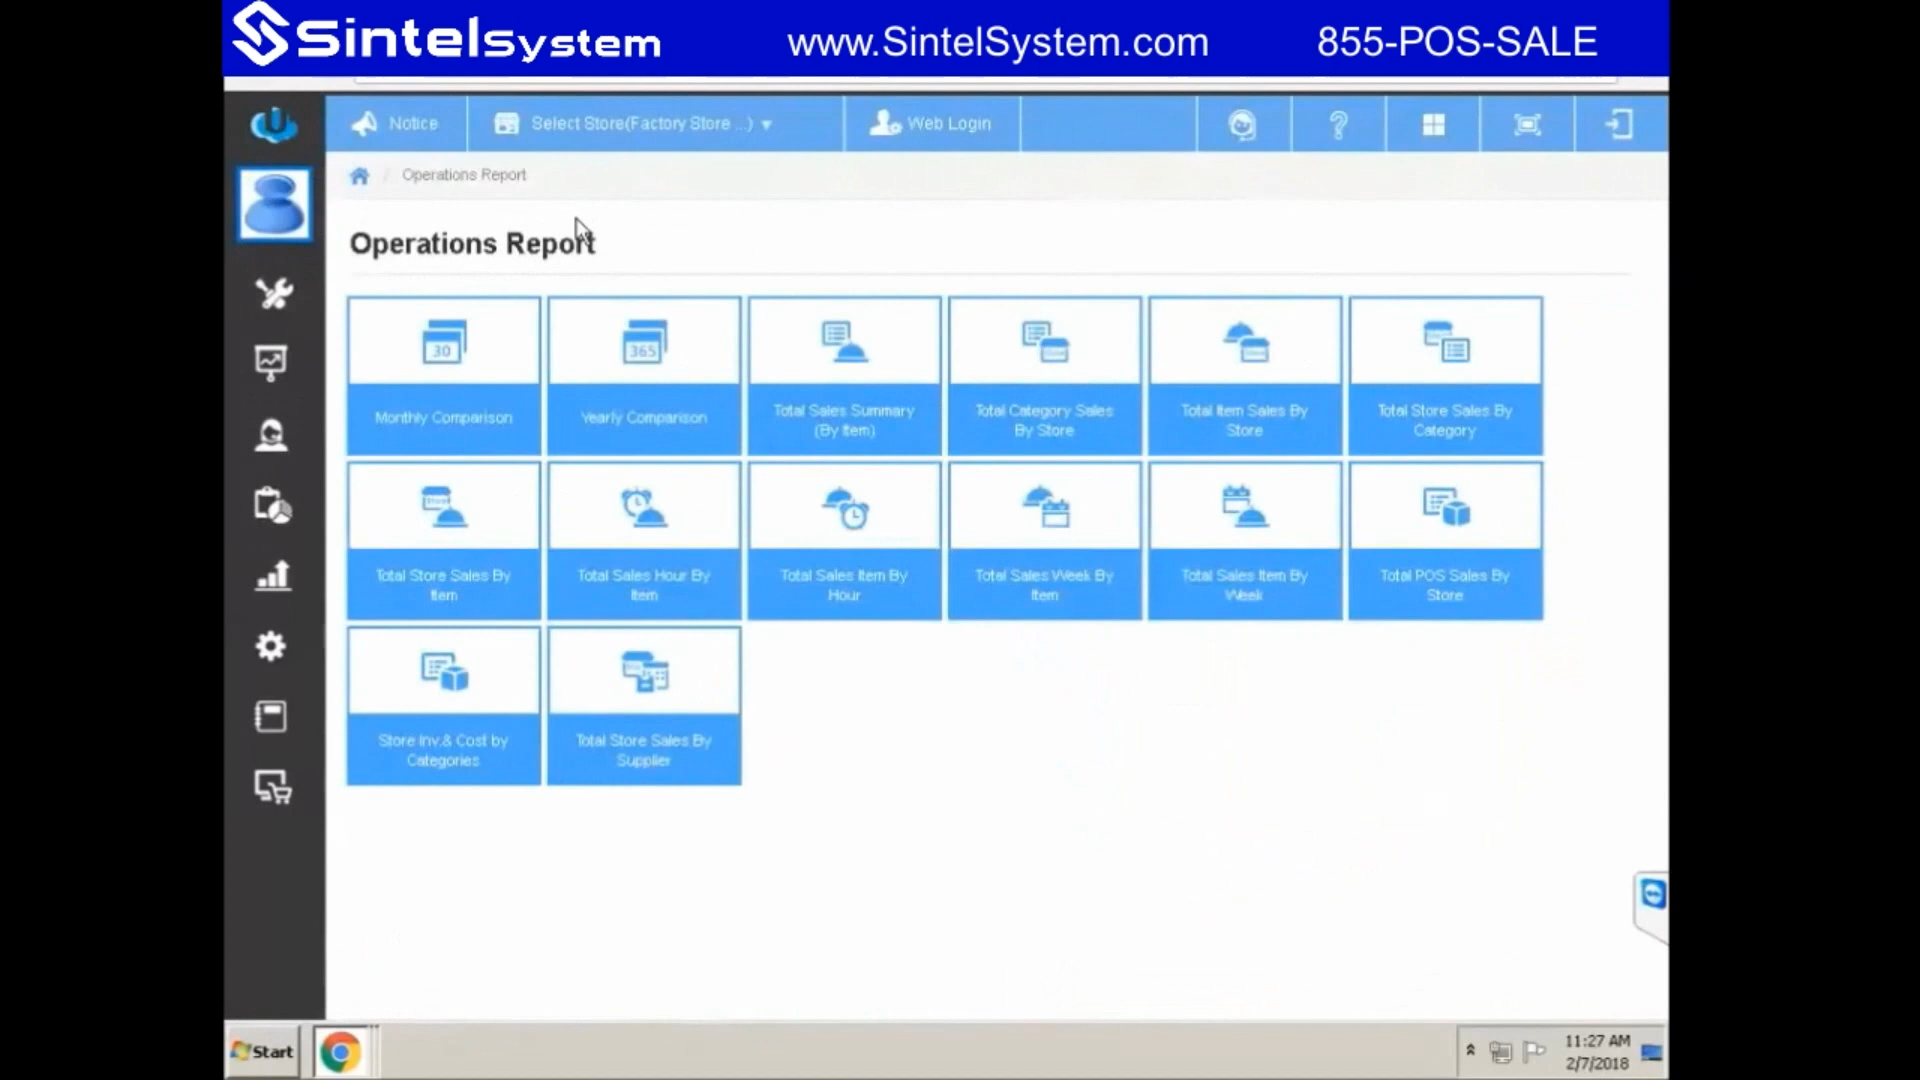 Sintelsystem www.SintelSystem.com 855-POS-SALE
Notice Select Store(Factory Store ...) Web Login
Operations Report
Operations Report
30 365
Monthly Comparison
Yearly Comparison
Total Sales Summary
(By Item)
Total Category Sales
By Store
Total Item Sales By
Store
Total Store Sales By
Category
Total Store Sales By
Item
Total Sales Hour By
Item
Total Sales Item By
Hour
Total Sales Week By
Item
Total Sales Item By
Week
Total POS Sales By
Store
Store Inv.& Cost by
Categories
Total Store Sales By
Supplier
Start
11:27 AM
2/7/2018